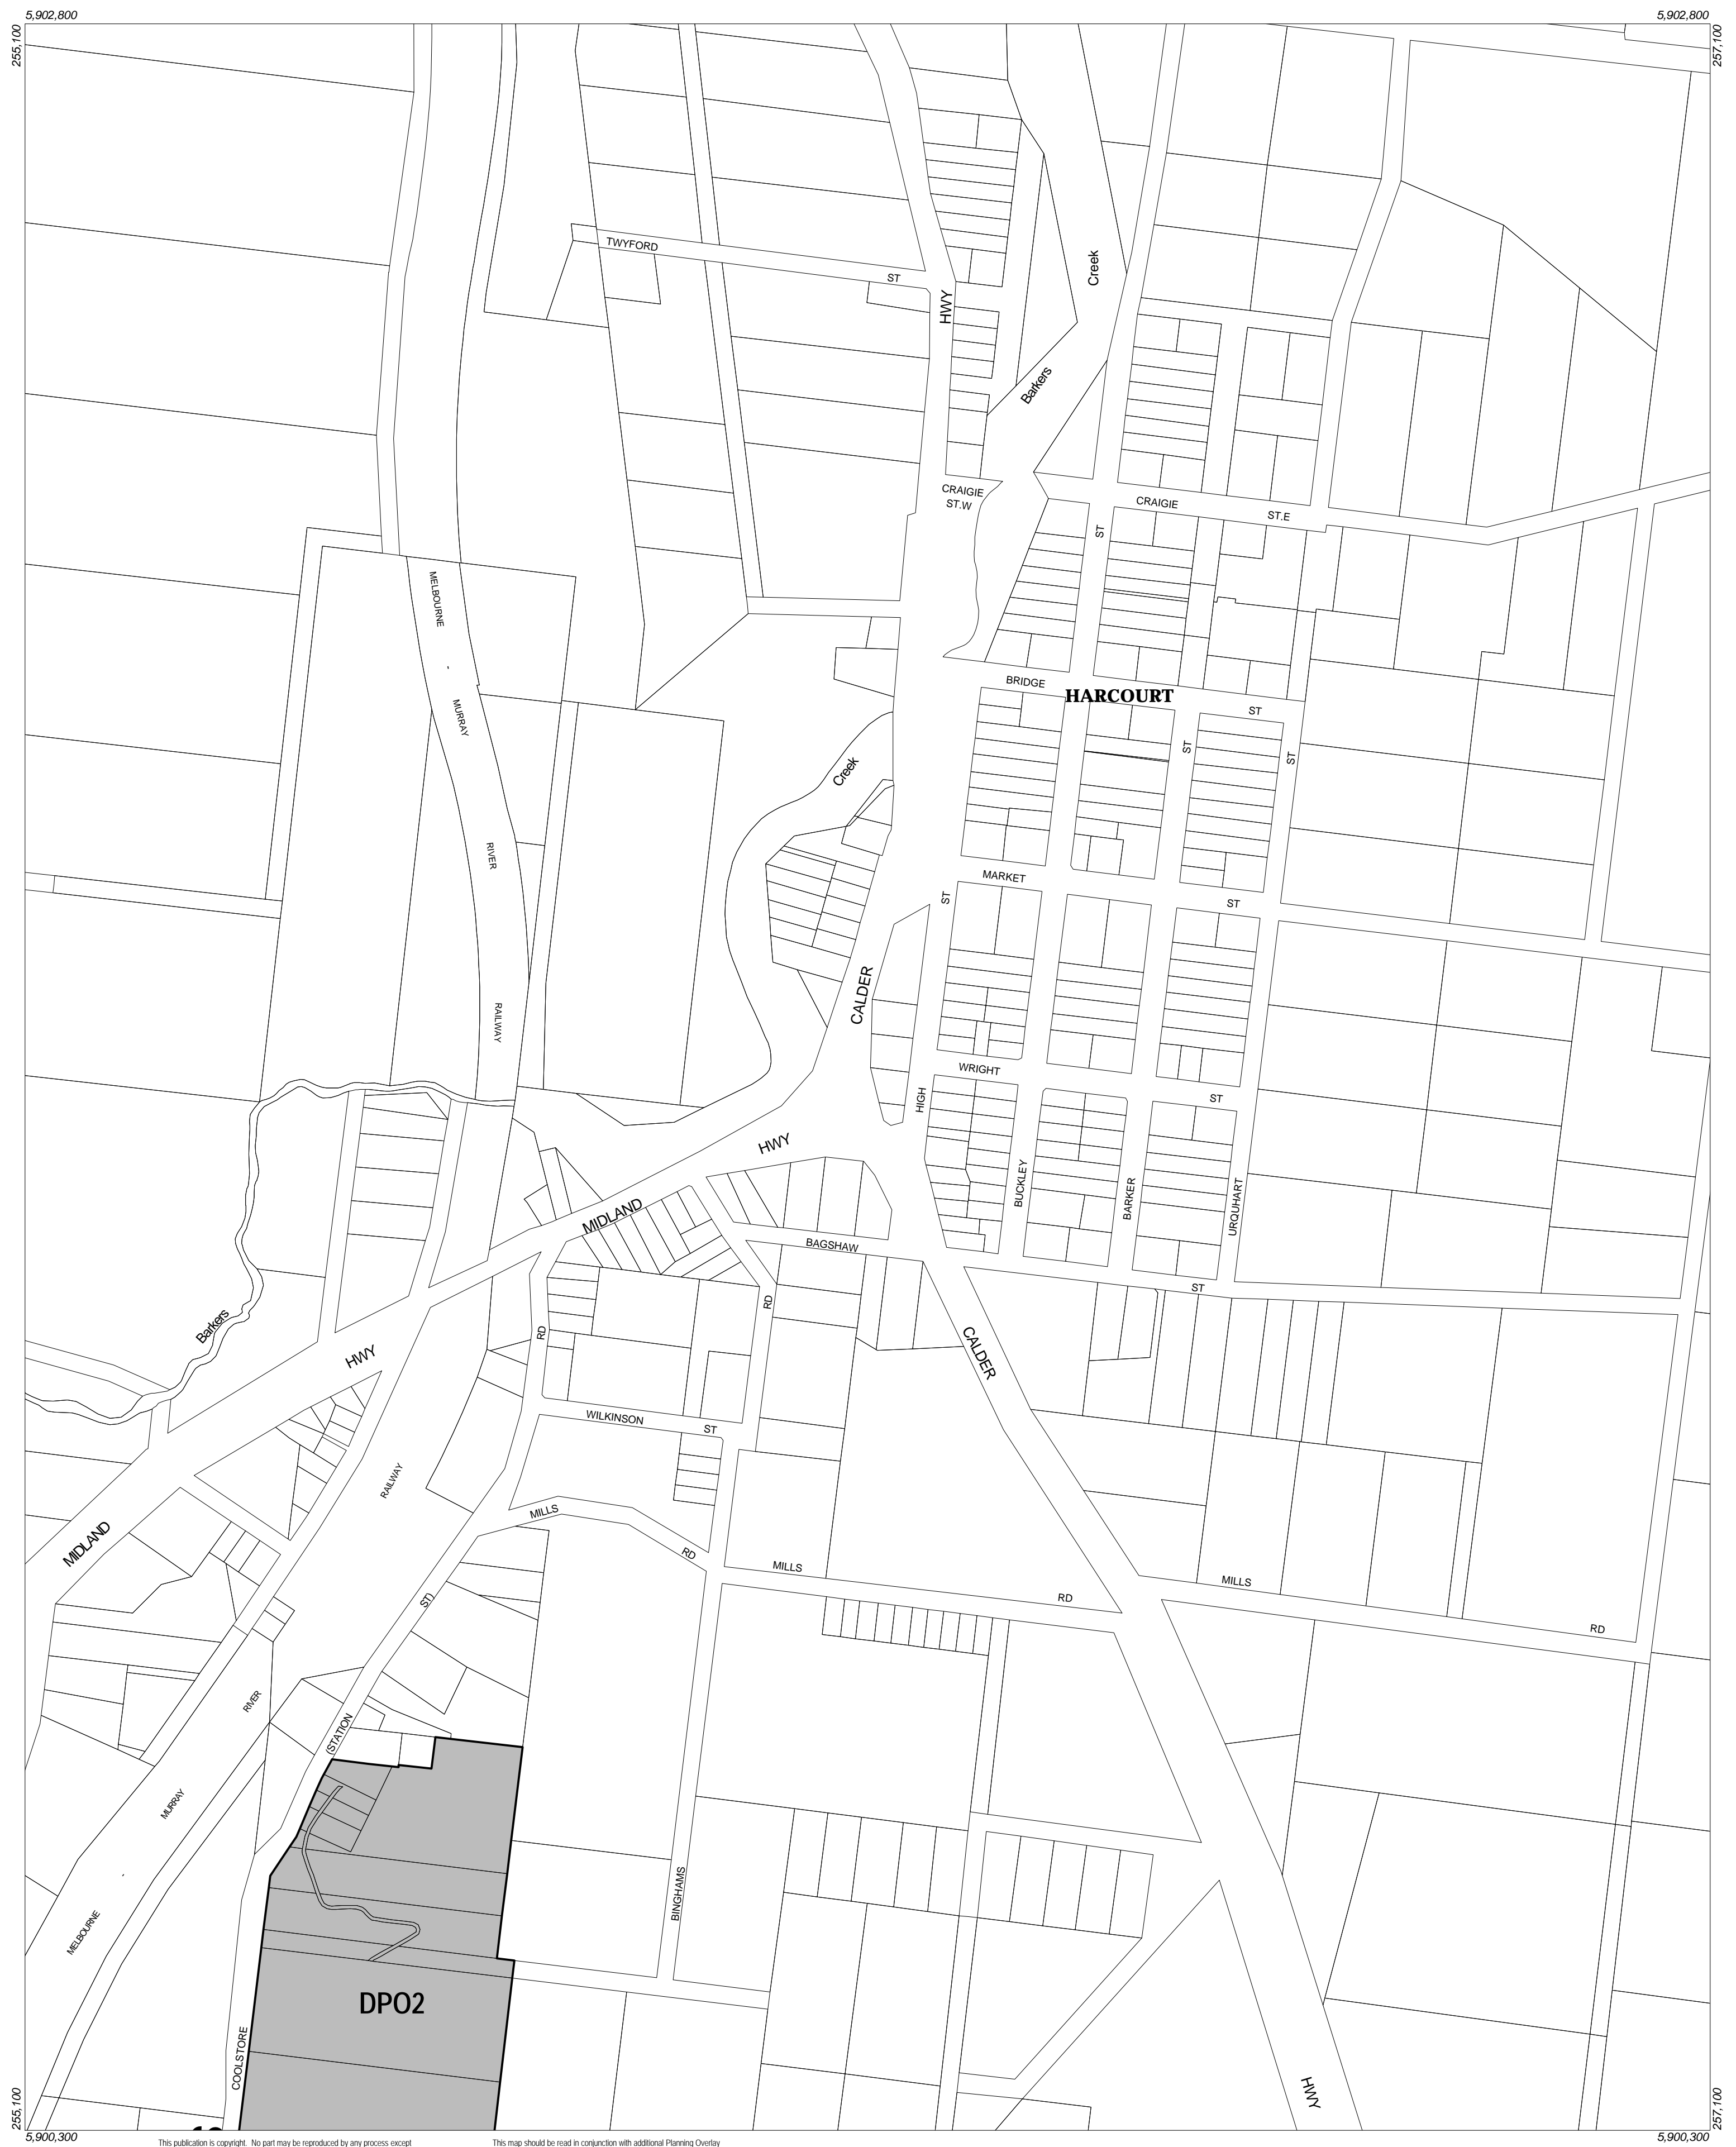 5,902,800
5,902,800
255,100
257,100
TWYFORD
ST
HWY
Creek
Barkers
CRAIGIE
ST.W
CRAIGIE
ST.E
ST
MELBOURNE
-
MURRAY
RIVER
RAILWAY
BRIDGE
HARCOURT
ST
ST
ST
Creek
MARKET
ST
ST
CALDER
WRIGHT
ST
HIGH
BUCKLEY
BARKER
URQUHART
HWY
MIDLAND
BAGSHAW
ST
RD
RD
Barkers
HWY
CALDER
WILKINSON
ST
RAILWAY
MILLS
RD
MILLS
RD
MILLS
RD
MIDLAND
ST)
(STATION
RIVER
MURRAY
-
MELBOURNE
BINGHAMS
DPO2
COOLSTORE
HWY
255,100
257,100
5,900,300
5,900,300
This publication is copyright. No part may be reproduced by any process except
This map should be read in conjunction with additional Planning Overlay